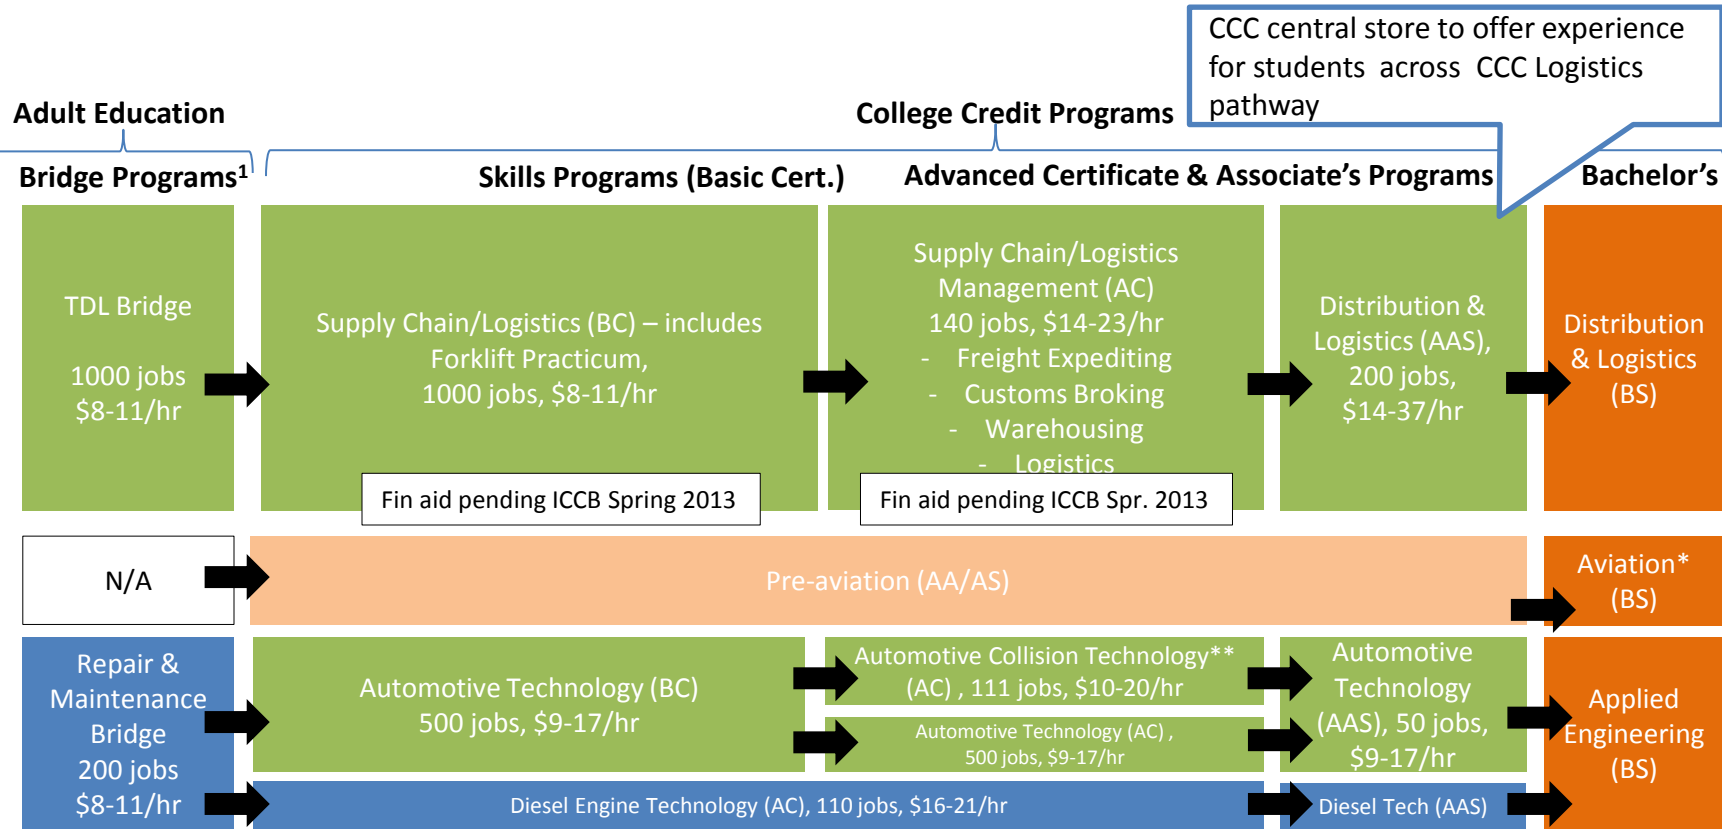 CCC central store to offer experience
for students across CCC Logistics
pathway
Adult Education
College Credit Programs
Bridge Programs¹
Skills Programs (Basic Cert.)
Advanced Certificate & Associate’s Programs
Bachelor’s
TDL Bridge
1000 jobs
$8-11/hr
Supply Chain/Logistics (BC) – includes
Forklift Practicum,
1000 jobs, $8-11/hr
Fin aid pending ICCB Spring 2013
Supply Chain/Logistics
Management (AC)
140 jobs, $14-23/hr
- Freight Expediting
- Customs Broking
- Warehousing
- Logistics
Fin aid pending ICCB Spr. 2013
Distribution &
Logistics (AAS),
200 jobs,
$14-37/hr
Distribution
& Logistics
(BS)
N/A
Pre-aviation (AA/AS)
Aviation*
(BS)
Repair &
Maintenance
Bridge
200 jobs
$8-11/hr
Automotive Technology (BC)
500 jobs, $9-17/hr
Automotive Collision Technology**
(AC) , 111 jobs, $10-20/hr
Automotive Technology (AC) ,
500 jobs, $9-17/hr
Automotive
Technology
(AAS), 50 jobs,
$9-17/hr
Applied
Engineering
(BS)
Diesel Engine Technology (AC), 110 jobs, $16-21/hr
Diesel Tech (AAS)